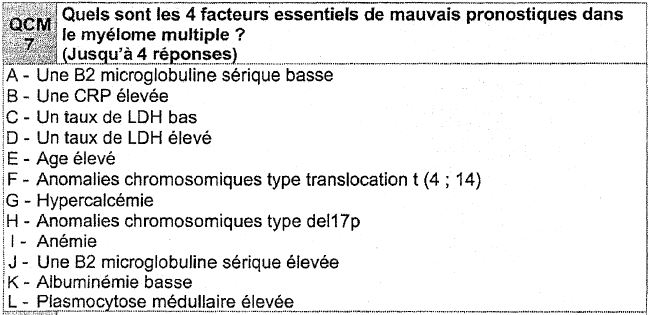 QCM
7
Quels sont les 4 facteurs essentiels de mauvais pronostiques dans
le myélome multiple ?
(Jusqu'à 4 réponses)
A - Une B2 microglobuline sérique basse
B - Une CRP élevée
C - Un taux de LDH bas
D - Un taux de LDH élevé
E - Age élevé
F - Anomalies chromosomiques type translocation t (4 ; 14)
G - Hypercalcémie
H - Anomalies chromosomiques type del17p
I - Anémie
J - Une B2 microglobuline sérique élevée
K - Albuminémie basse
L - Plasmocytose médullaire élevée